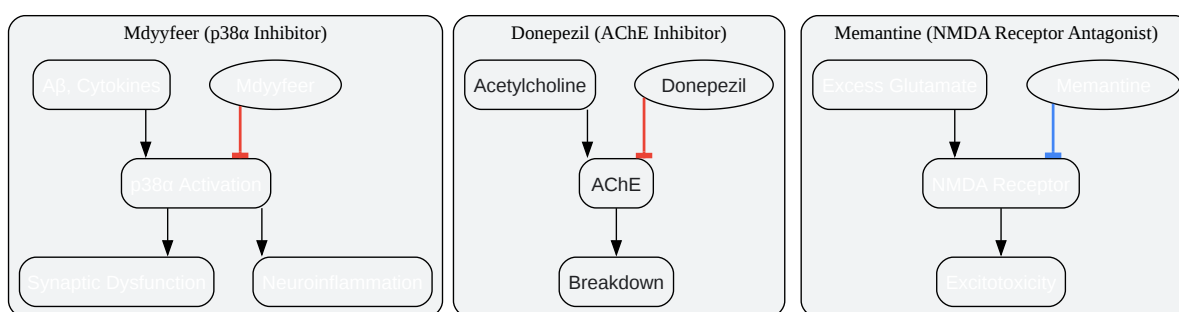 Mdyyfeer (p38α Inhibitor)
Aβ, Cytokines
Mdyyfeer
p38α Activation
Synaptic Dysfunction
Neuroinflammation
Donepezil (AChE Inhibitor)
Acetylcholine
Donepezil
AChE
Breakdown
Memantine (NMDA Receptor Antagonist)
Excess Glutamate
Memantine
NMDA Receptor
Excitotoxicity